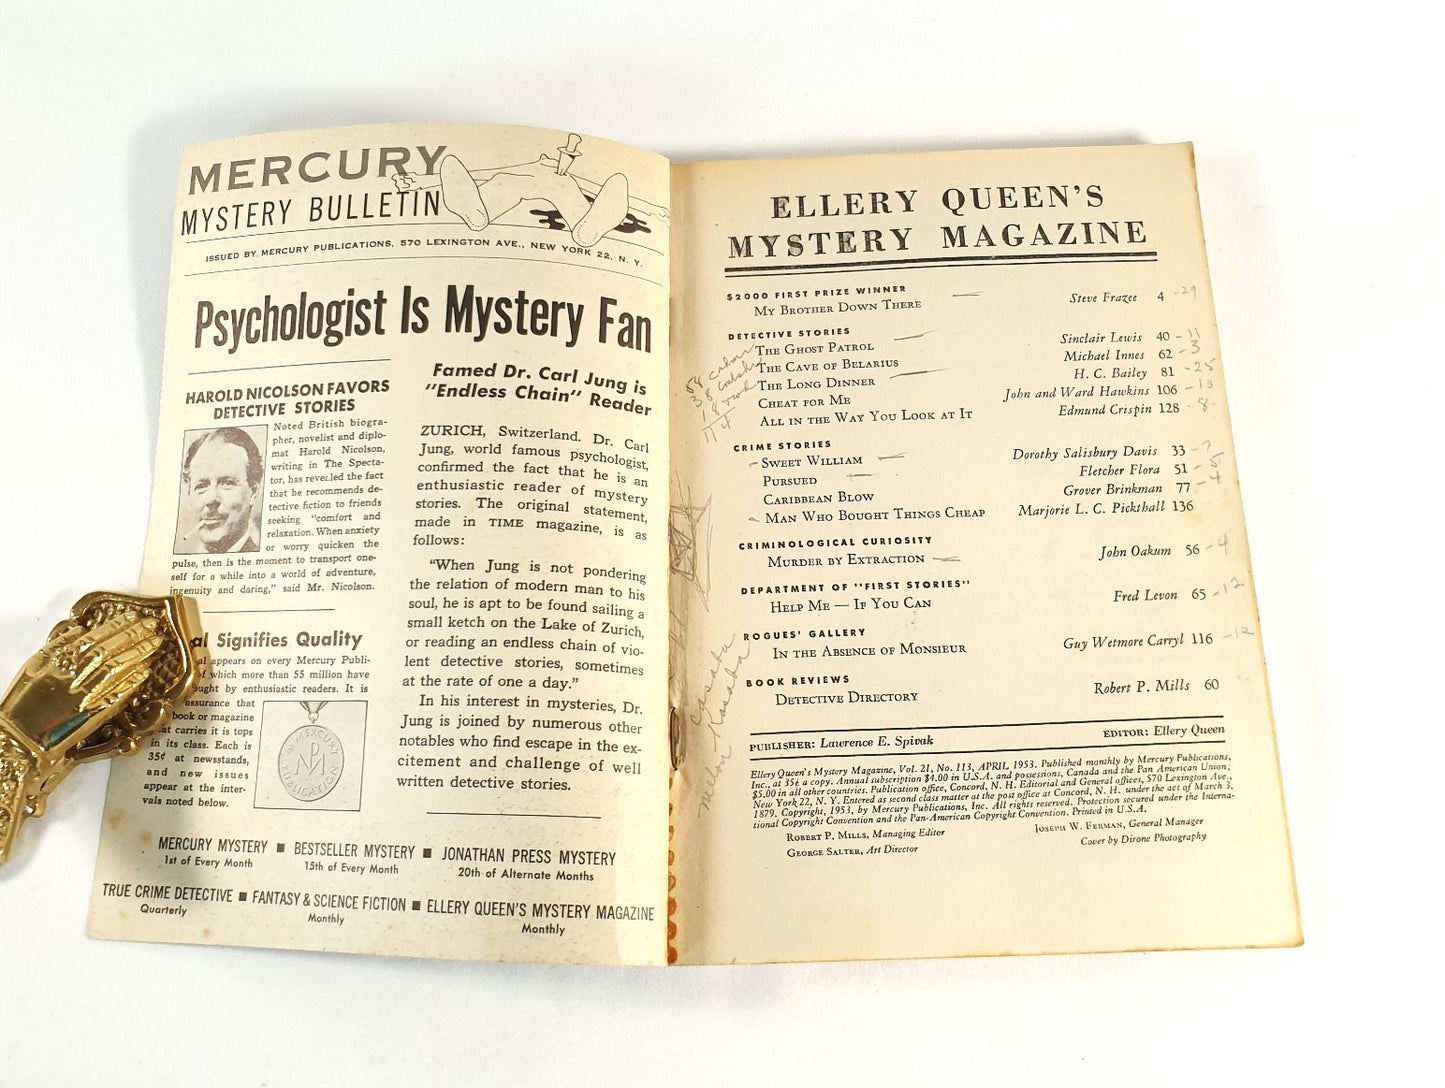 MERCURY
MYSTERY BULLETIN
ISSUED BY MERCURY PUBLICATIONS, 570 LEXINGTON AVE., NEW YORK 22, N. Y.
Psychologist Is Mystery Fan
HAROLD NICOLSON FAVORS
DETECTIVE STORIES
Noted British biogra-
pher, novelist and diplo-
mat Harold Nicolson,
writing in The Specta-
tor, has revealed the fact
that he recommends de-
tective fiction to friends
seeking "comfort and
relaxation. When anxiety
or worry quicken the
pulse, then is the moment to transport one-
self for a while into a world of adventure,
ingenuity and daring," said Mr. Nicolson.
al Signifies Quality
al appears on every Mercury Publi-
of which more than 55 million have
ought by enthusiastic readers. It is
assurance that
book or magazine
at carries it is tops
in its class. Each is
35¢ at newsstands,
and new issues
appear at the inter-
vals noted below.
A MERCURY
PUBLICATION
Famed Dr. Carl Jung is
"Endless Chain" Reader
ZURICH, Switzerland. Dr. Carl
Jung, world famous psychologist,
confirmed the fact that he is an
enthusiastic reader of mystery
stories. The original statement,
made in TIME magazine, is as
follows:
"When Jung is not pondering
the relation of modern man to his
soul, he is apt to be found sailing a
small ketch on the Lake of Zurich,
or reading an endless chain of vio-
lent detective stories, sometimes
at the rate of one a day."
In his interest in mysteries, Dr.
Jung is joined by numerous other
notables who find escape in the ex-
citement and challenge of well
written detective stories.
MERCURY MYSTERY ■ BESTSELLER MYSTERY ■ JONATHAN PRESS MYSTERY
1st of Every Month 15th of Every Month 20th of Alternate Months
TRUE CRIME DETECTIVE ■ FANTASY & SCIENCE FICTION ■ ELLERY QUEEN'S MYSTERY MAGAZINE
Quarterly Monthly Monthly
ELLERY QUEEN'S
MYSTERY MAGAZINE
$2000 FIRST PRIZE WINNER
MY BROTHER DOWN THERE Steve Frazee 4 -29
DETECTIVE STORIES
THE GHOST PATROL Sinclair Lewis 40 -11
THE CAVE OF BELARIUS Michael Innes 62 -3
THE LONG DINNER H. C. Bailey 81 -25
CHEAT FOR ME John and Ward Hawkins 106 -10
ALL IN THE WAY YOU LOOK AT IT Edmund Crispin 128 -8
CRIME STORIES
SWEET WILLIAM Dorothy Salisbury Davis 33 -7
PURSUED Fletcher Flora 51 -5
CARIBBEAN BLOW Grover Brinkman 77 -4
MAN WHO BOUGHT THINGS CHEAP Marjorie L. C. Pickthall 136
CRIMINOLOGICAL CURIOSITY
MURDER BY EXTRACTION John Oakum 56 -4
DEPARTMENT OF "FIRST STORIES"
HELP ME — IF YOU CAN Fred Levon 65 -12
ROGUES' GALLERY
IN THE ABSENCE OF MONSIEUR Guy Wetmore Carryl 116 -12
BOOK REVIEWS
DETECTIVE DIRECTORY Robert P. Mills 60
PUBLISHER: Lawrence E. Spivak EDITOR: Ellery Queen
Ellery Queen's Mystery Magazine, Vol. 21, No. 113, APRIL 1953. Published monthly by Mercury Publications,
Inc., at 35¢ a copy. Annual subscription $4.00 in U.S.A. and possessions, Canada and the Pan American Union;
$5.00 in all other countries. Publication office, Concord, N. H. Editorial and General offices, 570 Lexington Ave.,
New York 22, N. Y. Entered as second class matter at the post office at Concord, N. H. under the act of March 3,
1879. Copyright, 1953, by Mercury Publications, Inc. All rights reserved. Protection secured under the Interna-
tional Copyright Convention and the Pan-American Copyright Convention. Printed in U.S.A.
ROBERT P. MILLS, Managing Editor JOSEPH W. FERMAN, General Manager
GEORGE SALTER, Art Director Cover by Dirone Photography